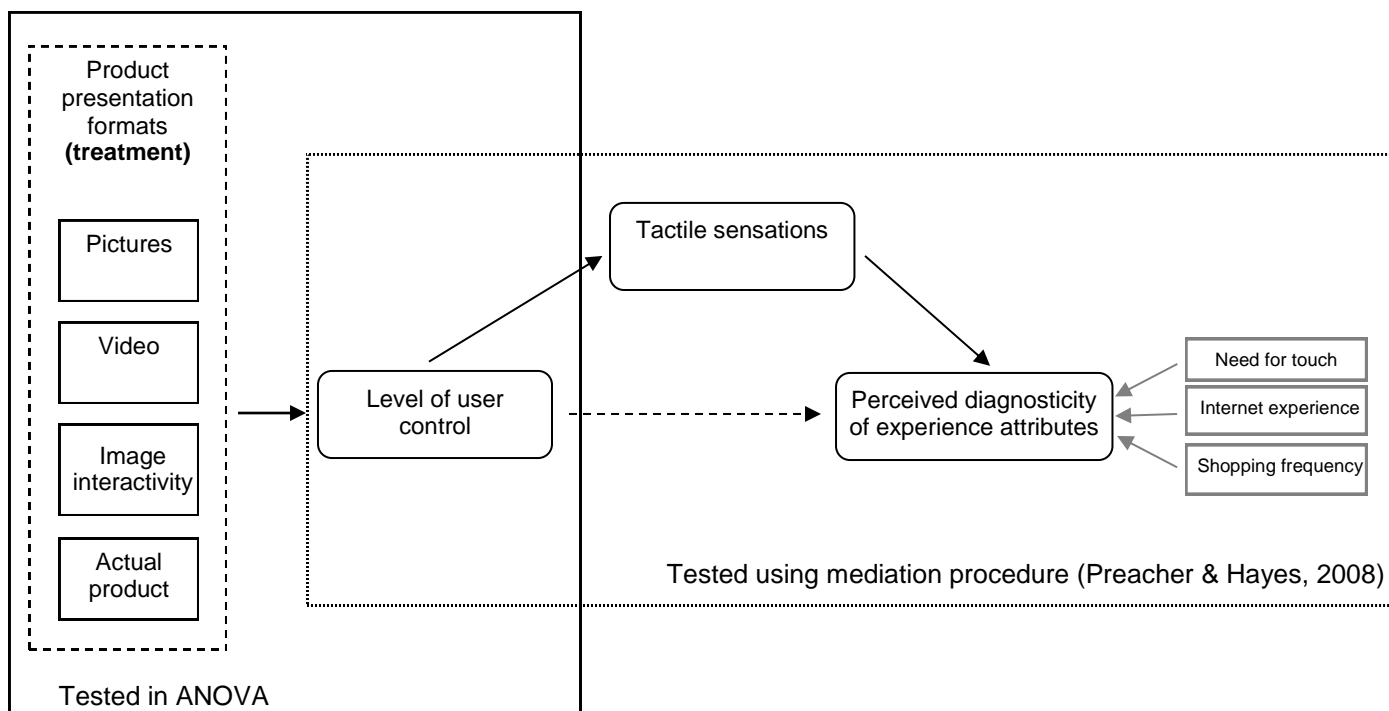 Product
presentation
formats
(treatment)
Pictures
Video
Image
interactivity
Actual
product
Tested in ANOVA
Level of user
control
Tactile sensations
Perceived diagnosticity
of experience attributes
Need for touch
Internet experience
Shopping frequency
Tested using mediation procedure (Preacher & Hayes, 2008)